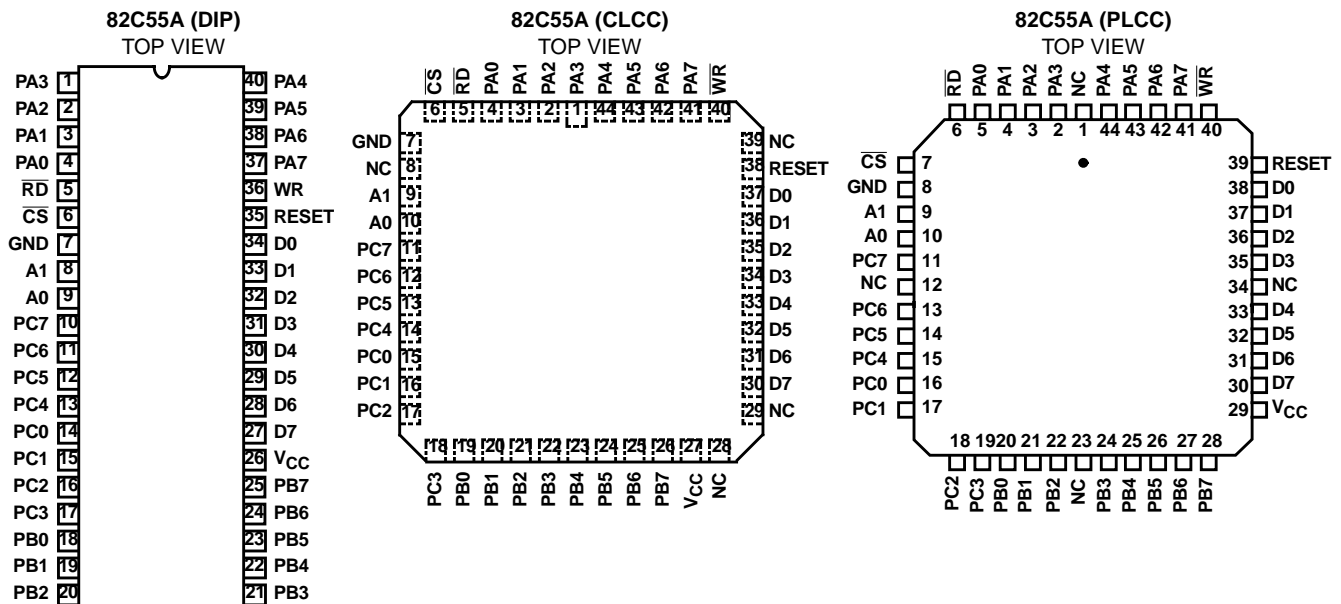 82C55A (DIP)
TOP VIEW
PA3 1 40 PA4
PA2 2 39 PA5
PA1 3 38 PA6
PA0 4 37 PA7
RD 5 36 WR
CS 6 35 RESET
GND 7 34 D0
A1 8 33 D1
A0 9 32 D2
PC7 10 31 D3
PC6 11 30 D4
PC5 12 29 D5
PC4 13 28 D6
PC0 14 27 D7
PC1 15 26 VCC
PC2 16 25 PB7
PC3 17 24 PB6
PB0 18 23 PB5
PB1 19 22 PB4
PB2 20 21 PB3
82C55A (CLCC)
TOP VIEW
CS RD PA0 PA1 PA2 PA3 PA4 PA5 PA6 PA7 WR
6 5 4 3 2 1 44 43 42 41 40
GND 7 39 NC
NC 8 38 RESET
A1 9 37 D0
A0 10 36 D1
PC7 11 35 D2
PC6 12 34 D3
PC5 13 33 D4
PC4 14 32 D5
PC0 15 31 D6
PC1 16 30 D7
PC2 17 29 NC
18 19 20 21 22 23 24 25 26 27 28
PC3 PB0 PB1 PB2 PB3 PB4 PB5 PB6 PB7 VCC NC
82C55A (PLCC)
TOP VIEW
RD PA0 PA1 PA2 PA3 NC PA4 PA5 PA6 PA7 WR
6 5 4 3 2 1 44 43 42 41 40
CS 7 39 RESET
GND 8 38 D0
A1 9 37 D1
A0 10 36 D2
PC7 11 35 D3
NC 12 34 NC
PC6 13 33 D4
PC5 14 32 D5
PC4 15 31 D6
PC0 16 30 D7
PC1 17 29 VCC
18 19 20 21 22 23 24 25 26 27 28
PC2 PC3 PB0 PB1 PB2 NC PB3 PB4 PB5 PB6 PB7